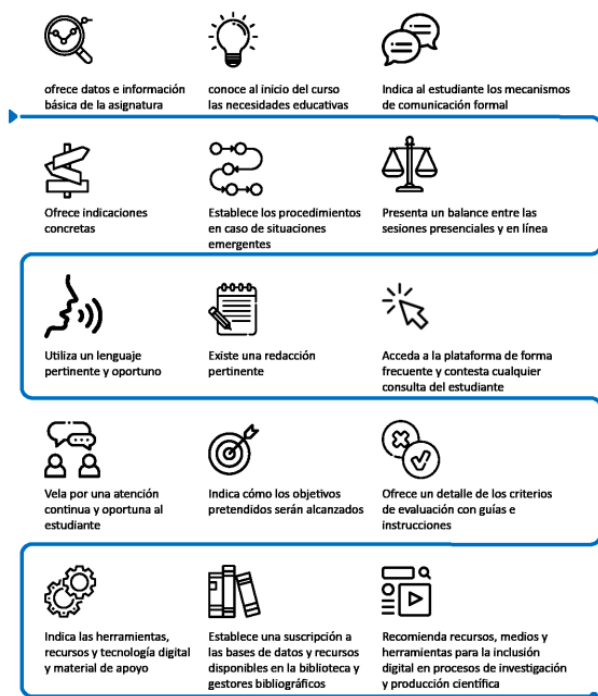 ofrece datos e información
básica de la asignatura
conoce al inicio del curso
las necesidades educativas
Indica al estudiante los mecanismos
de comunicación formal
Ofrece indicaciones
concretas
Establece los procedimientos
en caso de situaciones
emergentes
Presenta un balance entre las
sesiones presenciales y en línea
Utiliza un lenguaje
pertinente y oportuno
Existe una redacción
pertinente
Acceda a la plataforma de forma
frecuente y contesta cualquier
consulta del estudiante
Vela por una atención
continua y oportuna al
estudiante
Indica cómo los objetivos
pretendidos serán alcanzados
Ofrece un detalle de los criterios
de evaluación con guías e
instrucciones
Indica las herramientas,
recursos y tecnología digital
y material de apoyo
Establece una suscripción a
las bases de datos y recursos
disponibles en la biblioteca y
gestores bibliográficos
Recomienda recursos, medios y
herramientas para la inclusión
digital en procesos de investigación
y producción científica